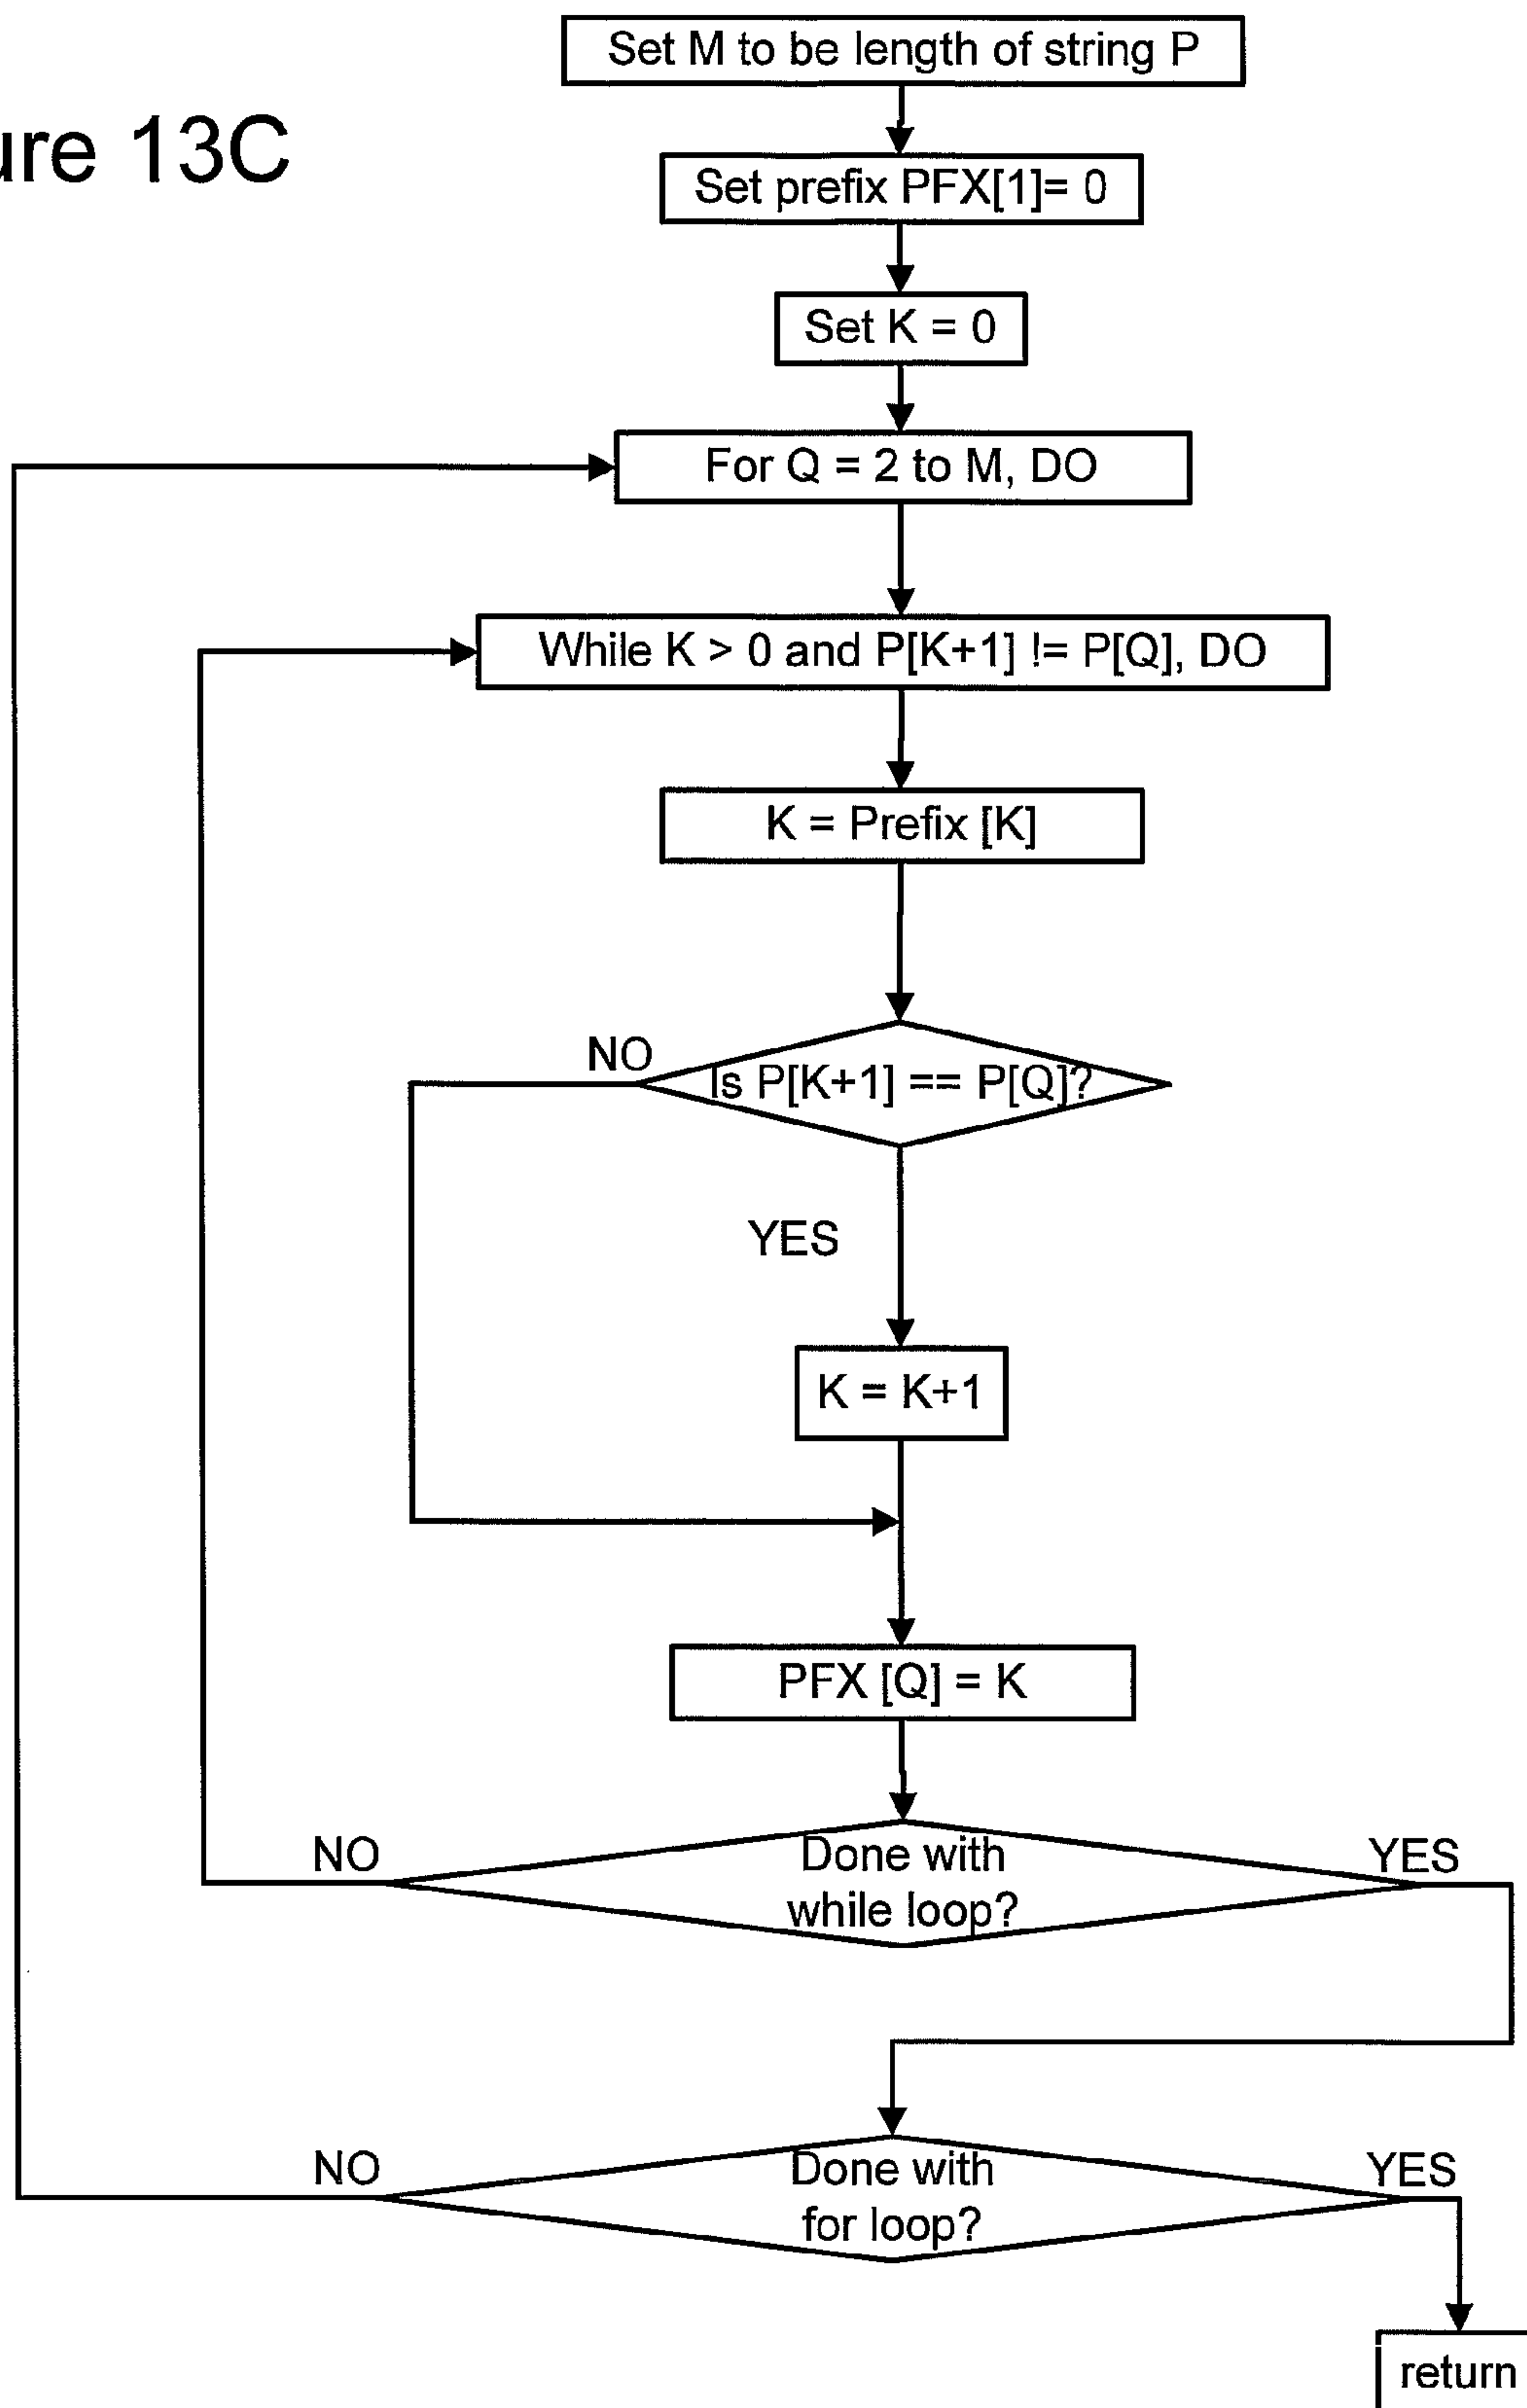 Set M to be length of string P
ure 13C
Set prefix PFX[1]= 0
Set K = 0
For Q = 2 to M, DO
While K > 0 and P[K+1] != P[Q], DO
K = Prefix [K]
NO
Is P[K+1] == P[Q]?
YES
K = K+1
PFX [Q] = K
NO
Done with
while loop?
YES
NO
Done with
for loop?
YES
return